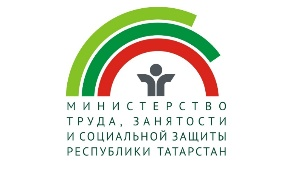 МИНИСТЕРСТВО
ТРУДА, ЗАНЯТОСТИ
И СОЦИАЛЬНОЙ ЗАЩИТЫ
РЕСПУБЛИКИ ТАТАРСТАН